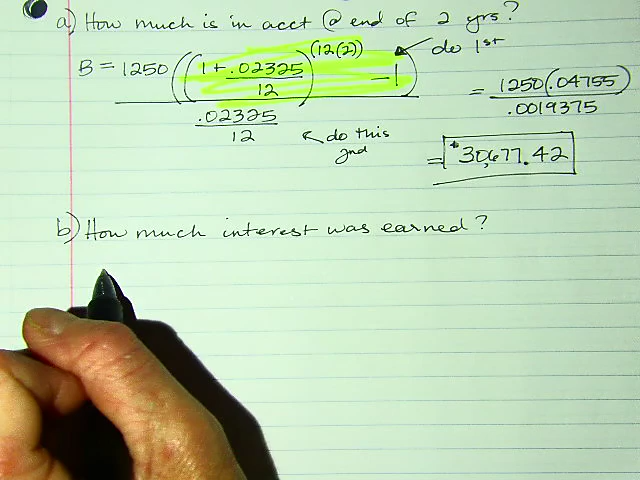 a) How much is in acct @ end of 2 yrs?
B = 1250((1 + .02325/12)^(12(2)) - 1) / (.02325/12)
do 1st
do this 2nd
= 1250(.04755) / .0019375
= $30,677.42
b) How much interest was earned?